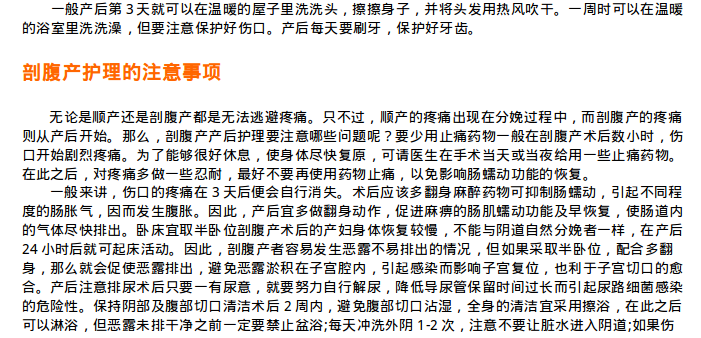 一般产后第 3 天就可以在温暖的屋子里洗洗头，擦擦身子，并将头发用热风吹干。一周时可以在温暖
的浴室里洗洗澡，但要注意保护好伤口。产后每天要刷牙，保护好牙齿。
剖腹产护理的注意事项
无论是顺产还是剖腹产都是无法逃避疼痛。只不过，顺产的疼痛出现在分娩过程中，而剖腹产的疼痛
则从产后开始。那么，剖腹产产后护理要注意哪些问题呢？要少用止痛药物一般在剖腹产术后数小时，伤
口开始剧烈疼痛。为了能够很好休息，使身体尽快复原，可请医生在手术当天或当夜给用一些止痛药物。
在此之后，对疼痛多做一些忍耐，最好不要再使用药物止痛，以免影响肠蠕动功能的恢复。
一般来讲，伤口的疼痛在 3 天后便会自行消失。术后应该多翻身麻醉药物可抑制肠蠕动，引起不同程
度的肠胀气，因而发生腹胀。因此，产后宜多做翻身动作，促进麻痹的肠肌蠕动功能及早恢复，使肠道内
的气体尽快排出。卧床宜取半卧位剖腹产术后的产妇身体恢复较慢，不能与阴道自然分娩者一样，在产后
24 小时后就可起床活动。因此，剖腹产者容易发生恶露不易排出的情况，但如果采取半卧位，配合多翻
身，那么就会促使恶露排出，避免恶露淤积在子宫腔内，引起感染而影响子宫复位，也利于子宫切口的愈
合。产后注意排尿术后只要一有尿意，就要努力自行解尿，降低导尿管保留时间过长而引起尿路细菌感染
的危险性。保持阴部及腹部切口清洁术后 2 周内，避免腹部切口沾湿，全身的清洁宜采用擦浴，在此之后
可以淋浴，但恶露未排干净之前一定要禁止盆浴;每天冲洗外阴 1-2 次，注意不要让脏水进入阴道;如果伤